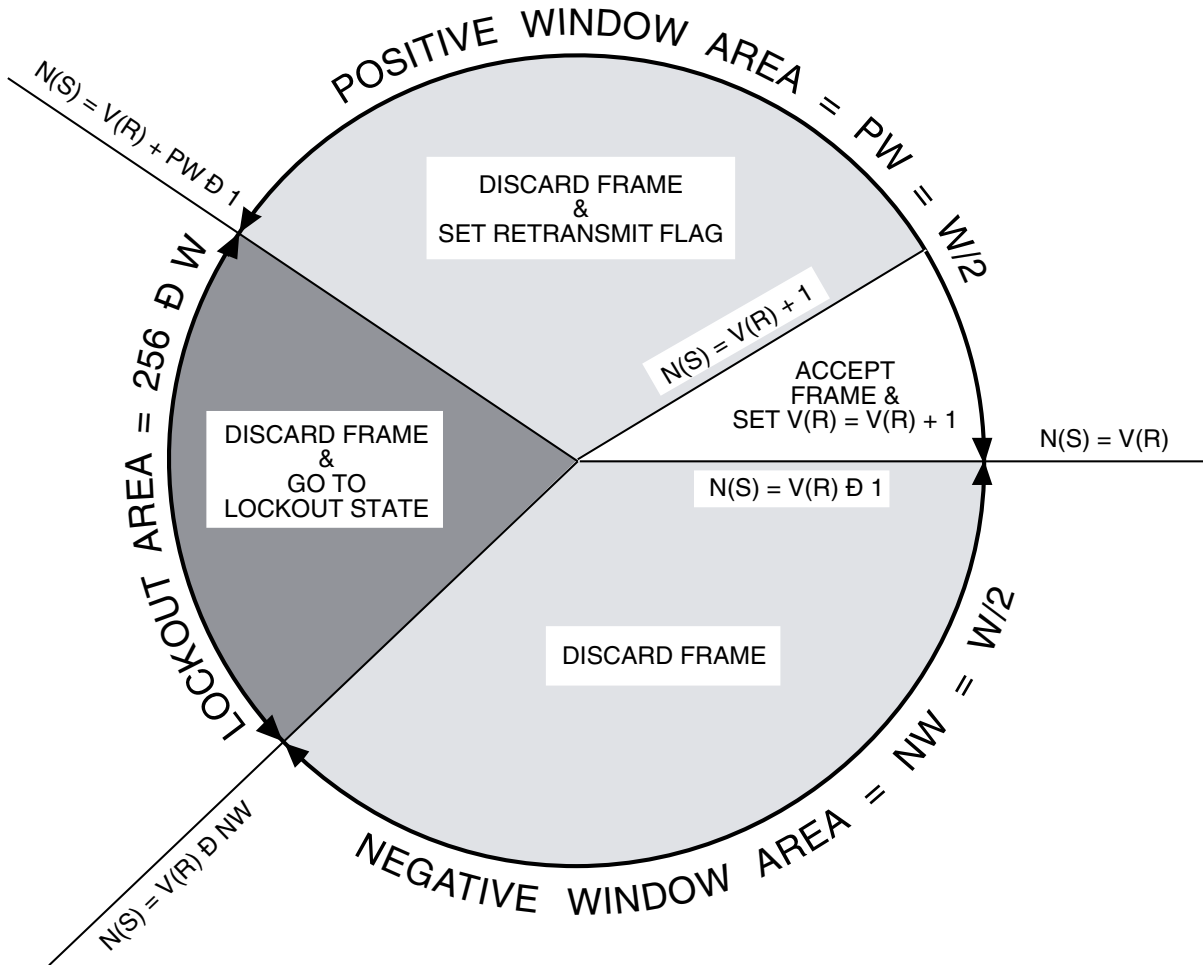 POSITIVE WINDOW AREA = PW = W/2
N(S) = V(R) + PW Đ 1
DISCARD FRAME
&
SET RETRANSMIT FLAG
N(S) = V(R) + 1
ACCEPT
FRAME &
SET V(R) = V(R) + 1
N(S) = V(R)
N(S) = V(R) Đ 1
LOCKOUT AREA = 256 Đ W
DISCARD FRAME
&
GO TO
LOCKOUT STATE
DISCARD FRAME
N(S) = V(R) Đ NW
NEGATIVE WINDOW AREA = NW = W/2